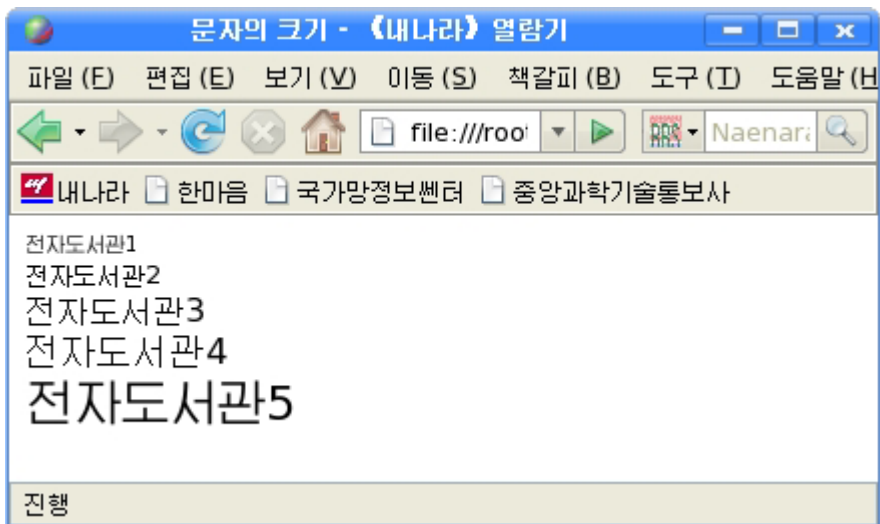 문자의 크기 - 《내나라》 열람기
파일 (F) 편집 (E) 보기 (V) 이동 (S) 책갈피 (B) 도구 (T) 도움말 (H
file:///root Naenara
내나라 한마음 국가망정보쎈터 중앙과학기술통보사
전자도서관1
전자도서관2
전자도서관3
전자도서관4
전자도서관5
진행